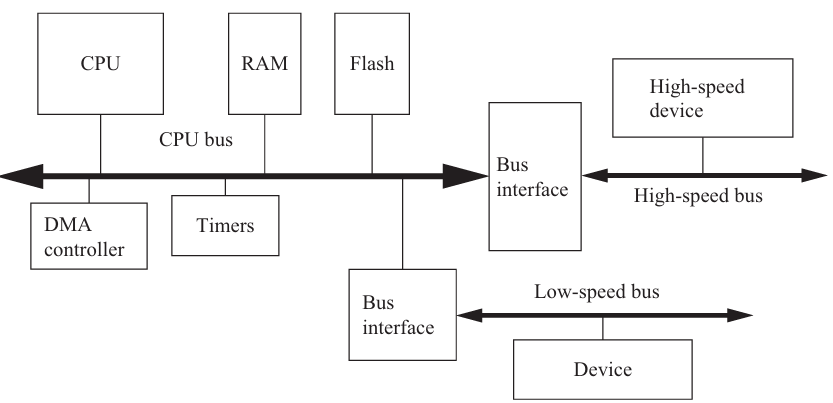 CPU
RAM
Flash
High-speed
device
CPU bus
Bus
interface
High-speed bus
DMA
controller
Timers
Bus
interface
Low-speed bus
Device